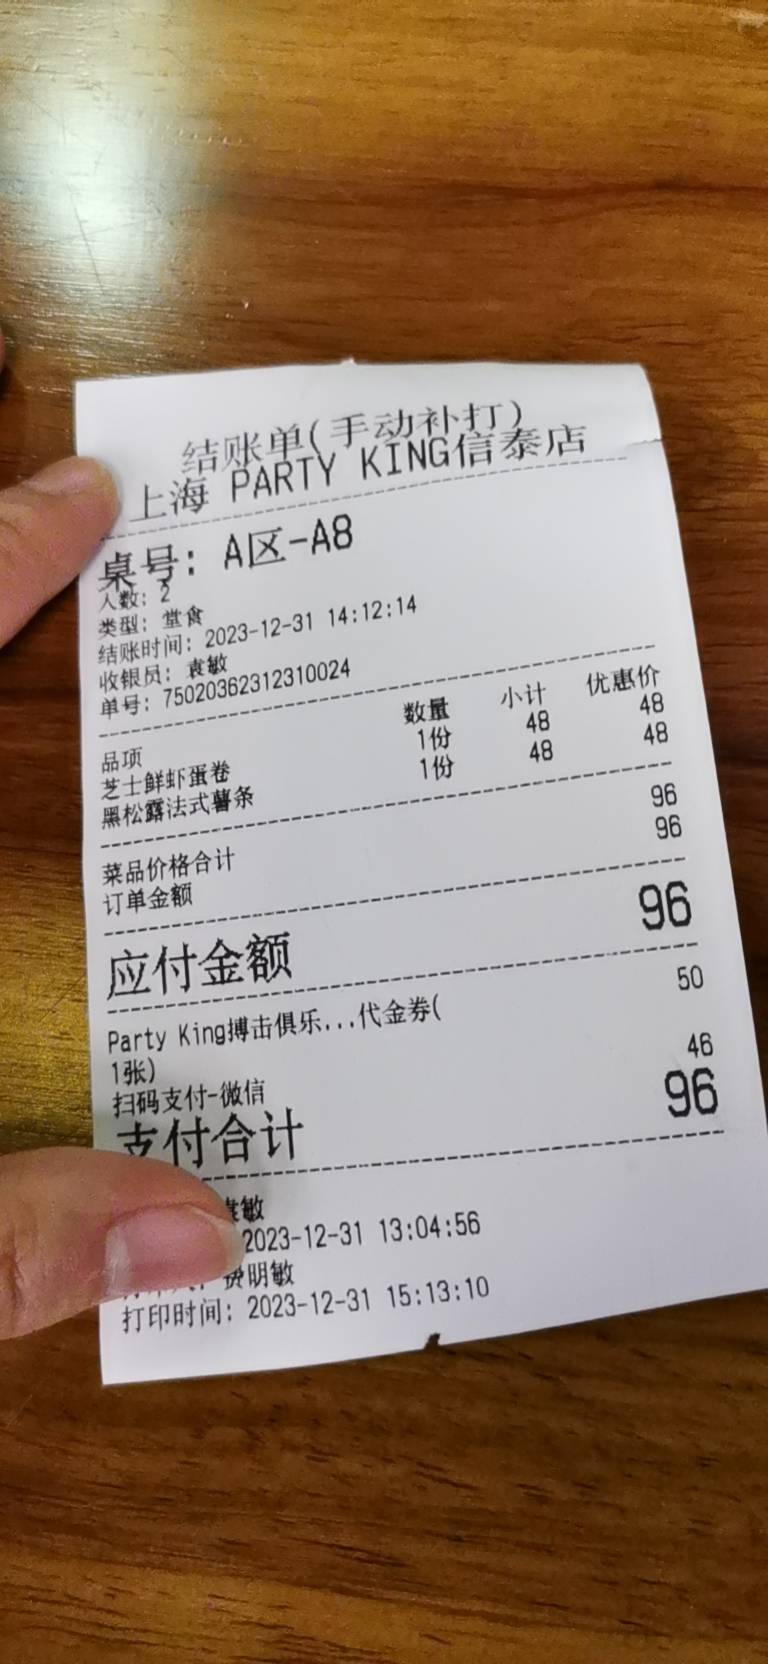 结账单(手动补打)
上海 PARTY KING信泰店
桌号: A区-A8
人数: 2
类型: 堂食
结账时间: 2023-12-31 14:12:14
收银员: 袁敏
单号: 75020362312310024
品项 数量 小计 优惠价
芝士鲜虾蛋卷 1份 48 48
黑松露法式薯条 1份 48 48
菜品价格合计 96
订单金额 96
应付金额 96
Party King搏击俱乐...代金券( 50
1张)
扫码支付-微信 46
支付合计 96
袁敏
2023-12-31 13:04:56
费明敏
打印时间: 2023-12-31 15:13:10